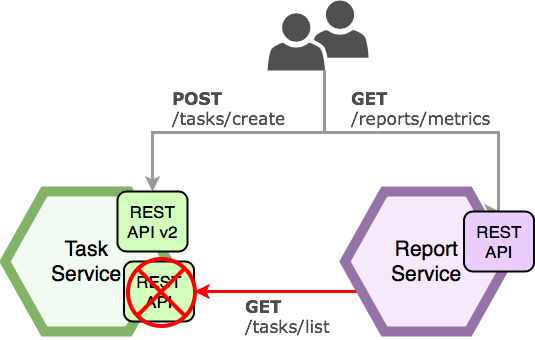 POST
/tasks/create
GET
/reports/metrics
REST
API v2
Task
Service
REST
API
Report
Service
REST
API
GET
/tasks/list